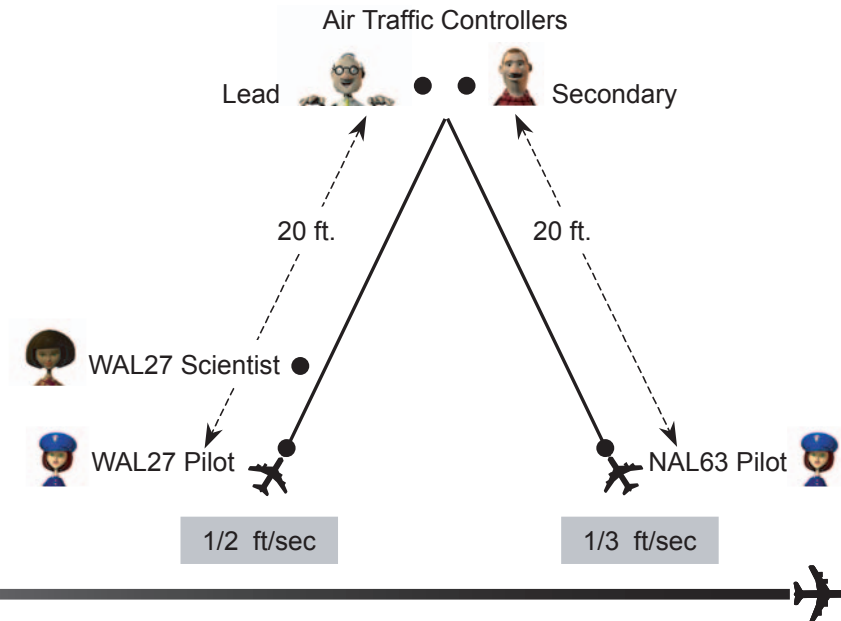 Air Traffic Controllers
Lead
Secondary
20 ft.
20 ft.
WAL27 Scientist
WAL27 Pilot
NAL63 Pilot
1/2 ft/sec
1/3 ft/sec